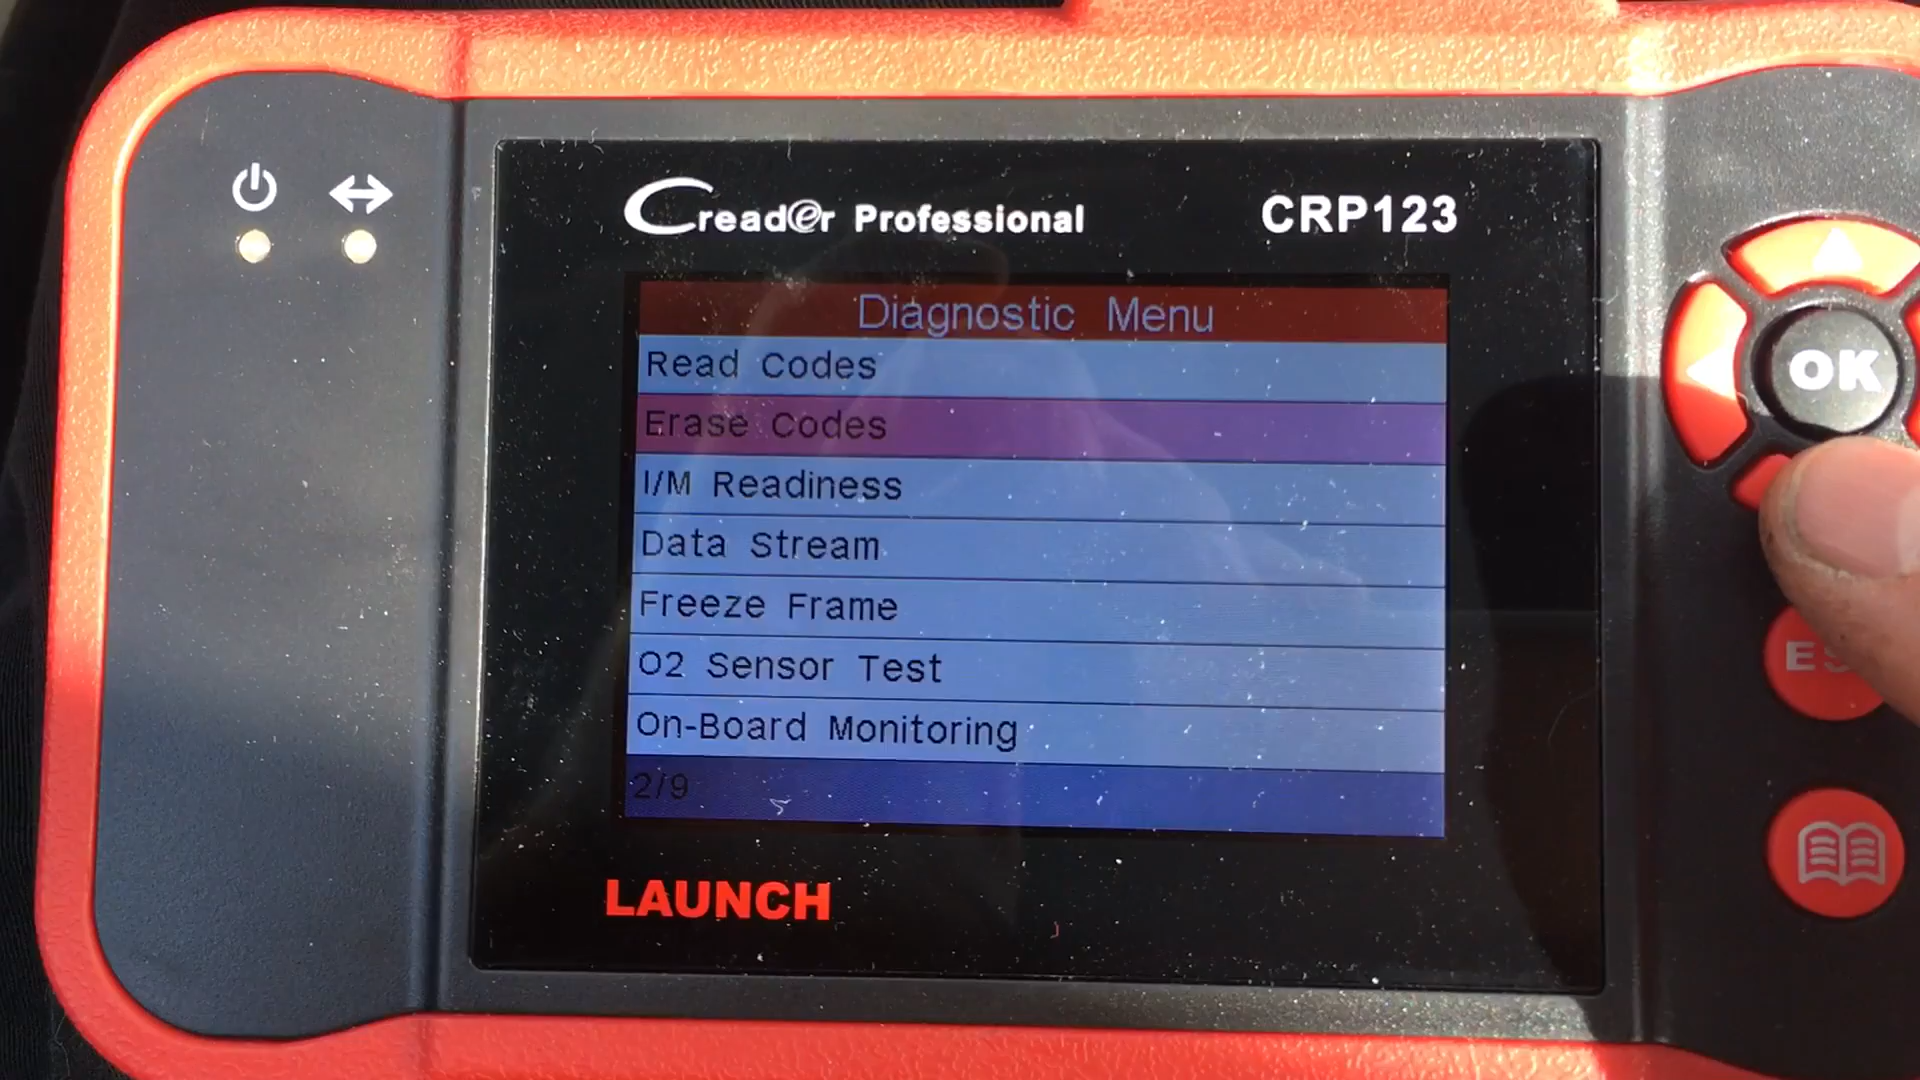 Creader Professional CRP123
Diagnostic Menu
Read Codes
Erase Codes
I/M Readiness
Data Stream
Freeze Frame
O2 Sensor Test
On-Board Monitoring
2/9
LAUNCH
OK